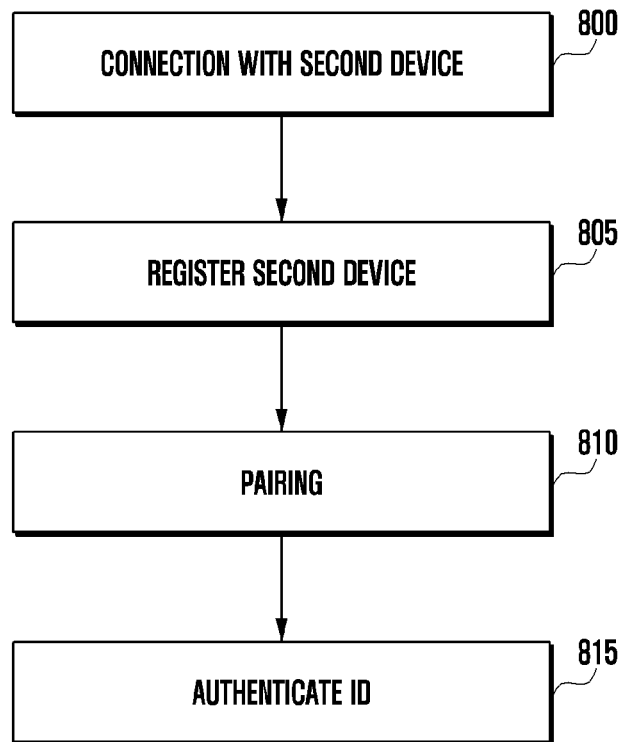 800
CONNECTION WITH SECOND DEVICE
805
REGISTER SECOND DEVICE
810
PAIRING
815
AUTHENTICATE ID